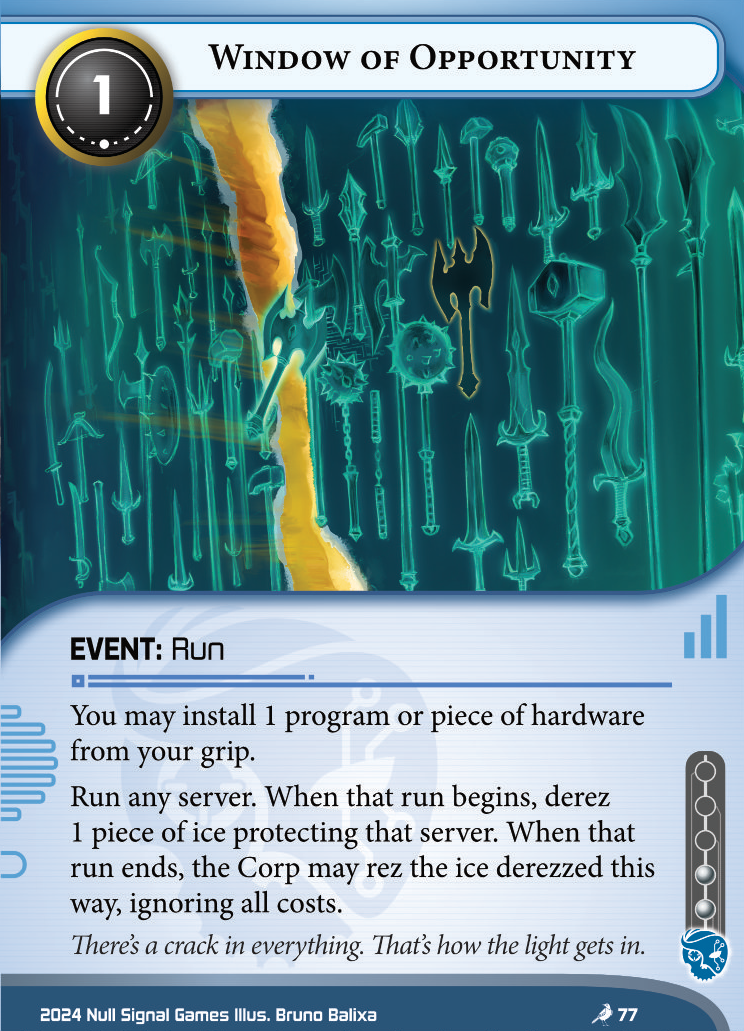 Window of Opportunity
1
EVENT: Run
You may install 1 program or piece of hardware
from your grip.
Run any server. When that run begins, derez
1 piece of ice protecting that server. When that
run ends, the Corp may rez the ice derezzed this
way, ignoring all costs.
There's a crack in everything. That's how the light gets in.
2024 Null Signal Games Illus. Bruno Balixa
77